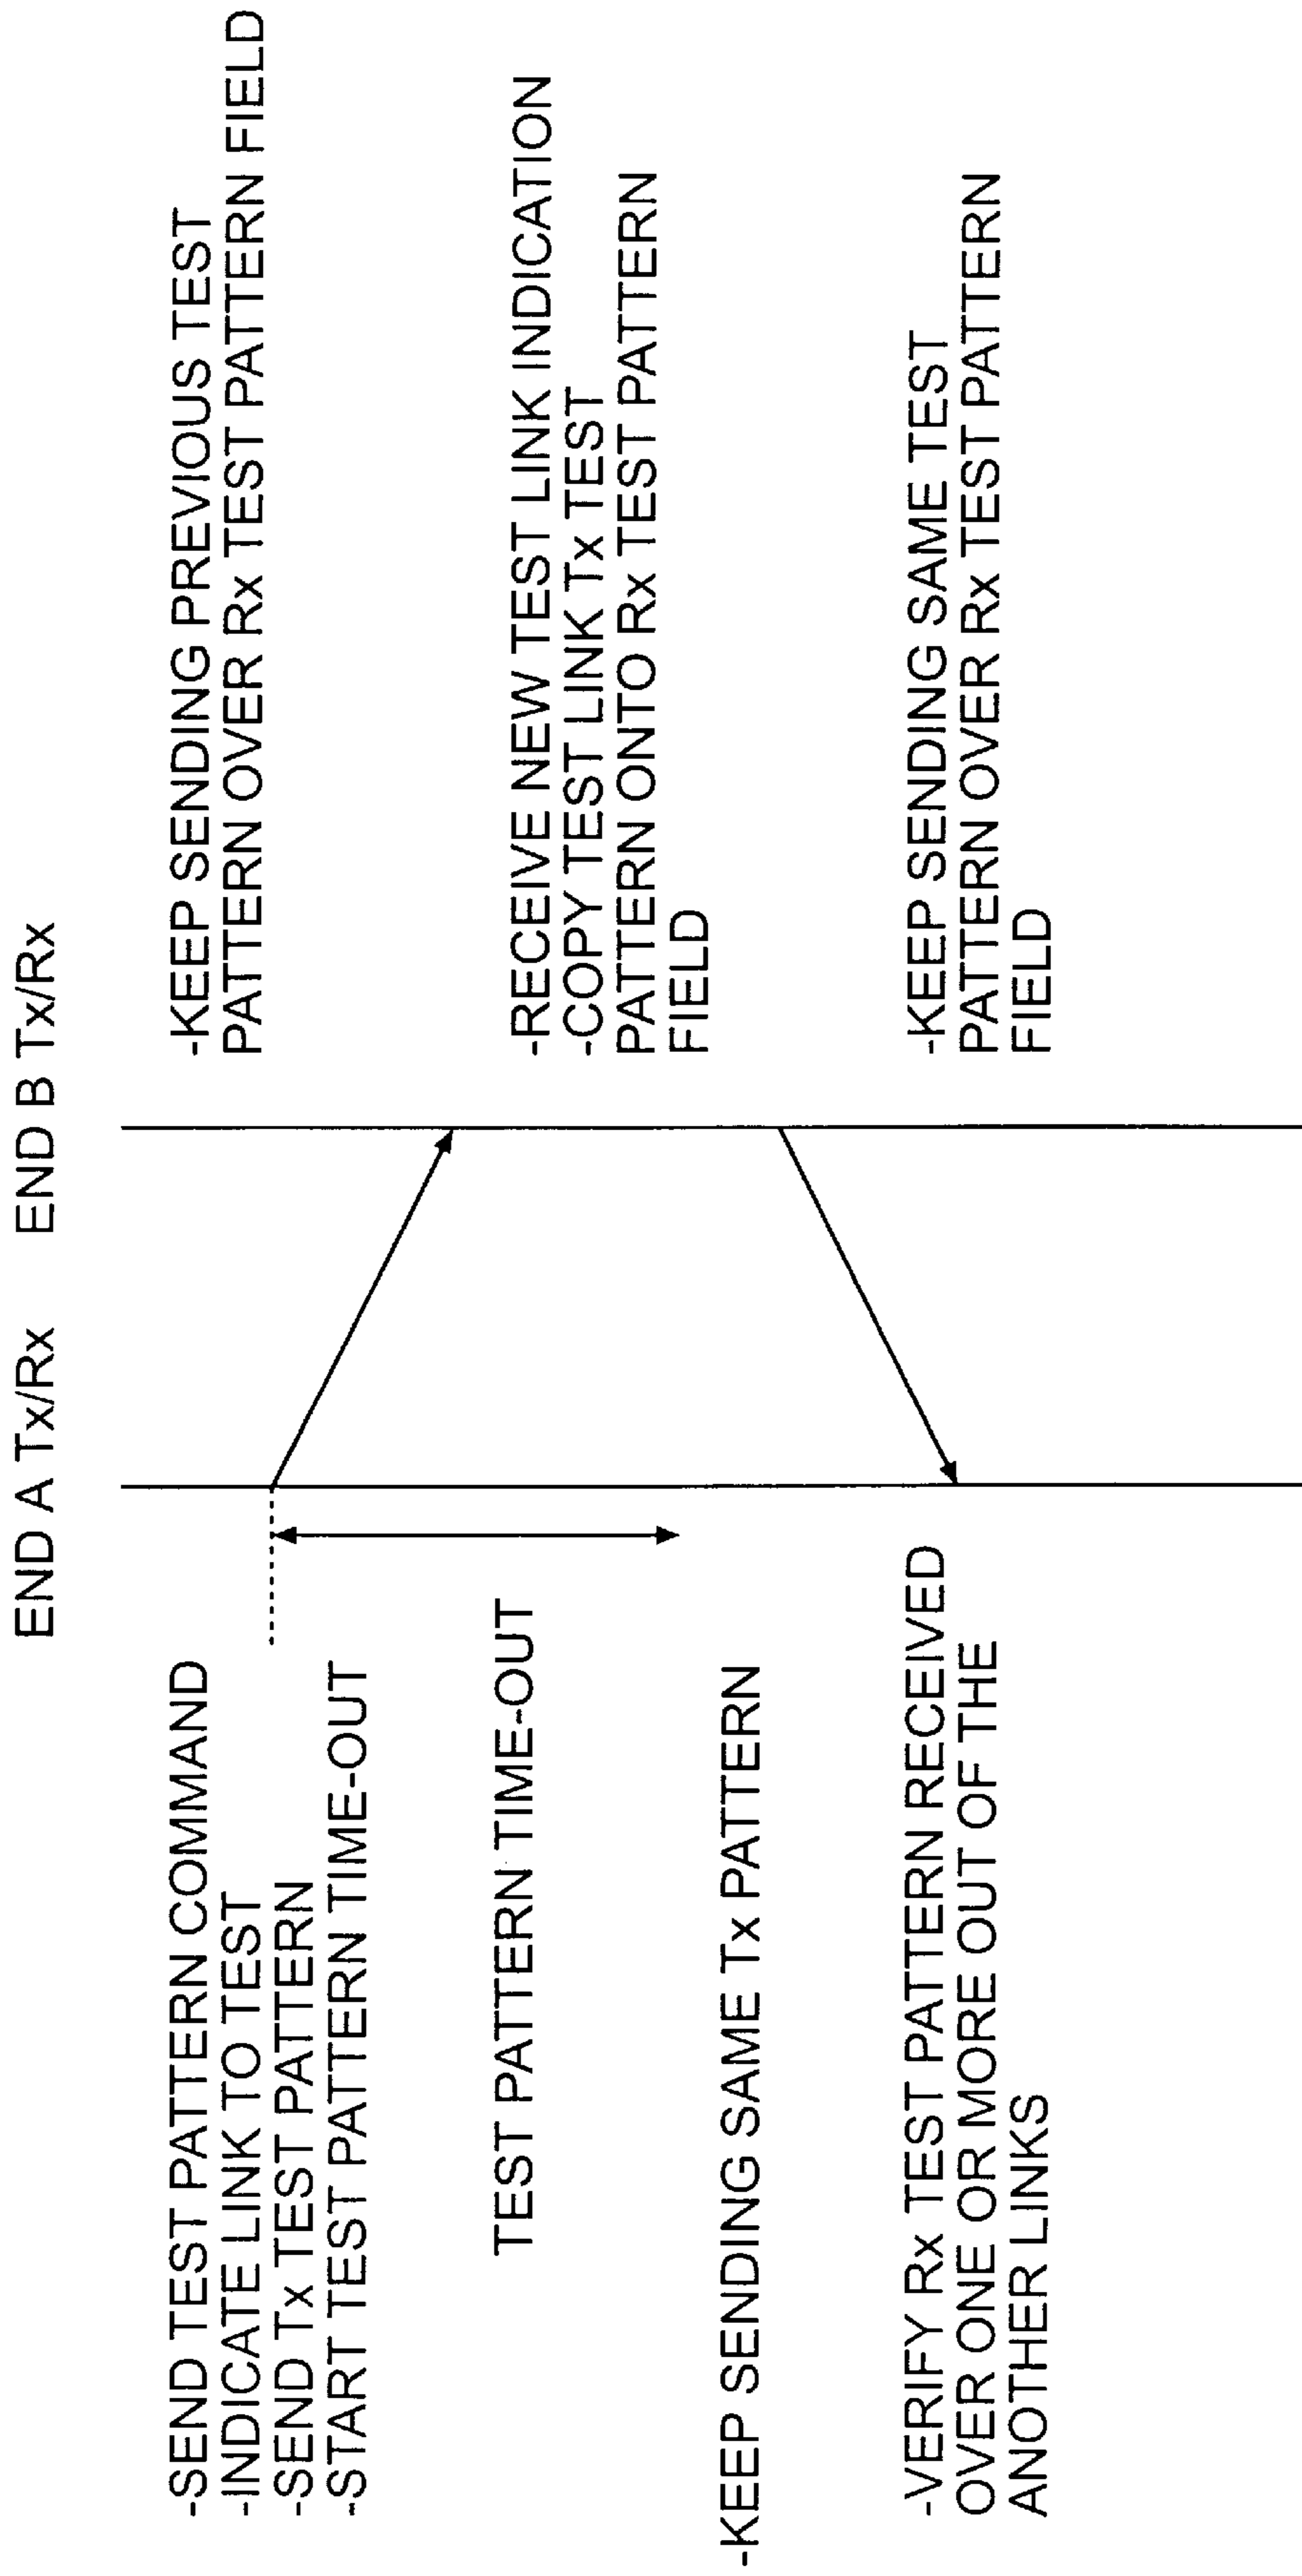 END A Tx/Rx END B Tx/Rx
-SEND TEST PATTERN COMMAND
-INDICATE LINK TO TEST
-SEND Tx TEST PATTERN
-START TEST PATTERN TIME-OUT
TEST PATTERN TIME-OUT
-KEEP SENDING SAME Tx PATTERN
-VERIFY Rx TEST PATTERN RECEIVED
OVER ONE OR MORE OUT OF THE
ANOTHER LINKS
-KEEP SENDING PREVIOUS TEST
PATTERN OVER Rx TEST PATTERN FIELD
-RECEIVE NEW TEST LINK INDICATION
-COPY TEST LINK Tx TEST
PATTERN ONTO Rx TEST PATTERN
FIELD
-KEEP SENDING SAME TEST
PATTERN OVER Rx TEST PATTERN
FIELD